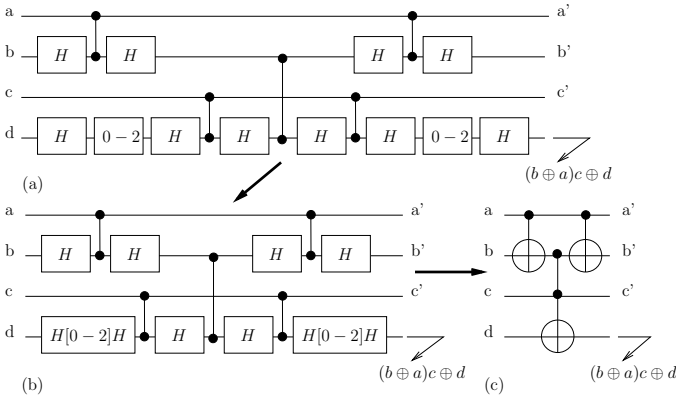 a a'
b H H H H b'
c c'
d H 0 − 2 H H H H 0 − 2 H
(b ⊕ a)c ⊕ d
(a)
a a' a a'
b H H H H b' b b'
c c' c c'
d H[0 − 2]H H H H[0 − 2]H d
(b ⊕ a)c ⊕ d (b ⊕ a)c ⊕ d
(b) (c)